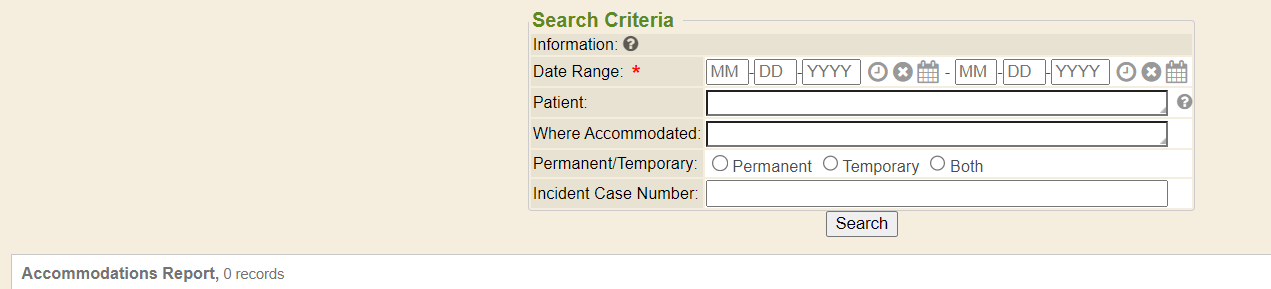 Search Criteria
Information: ?
Date Range: * MM - DD - YYYY - MM - DD - YYYY
Patient: ?
Where Accommodated:
Permanent/Temporary: Permanent Temporary Both
Incident Case Number:
Search
Accommodations Report, 0 records